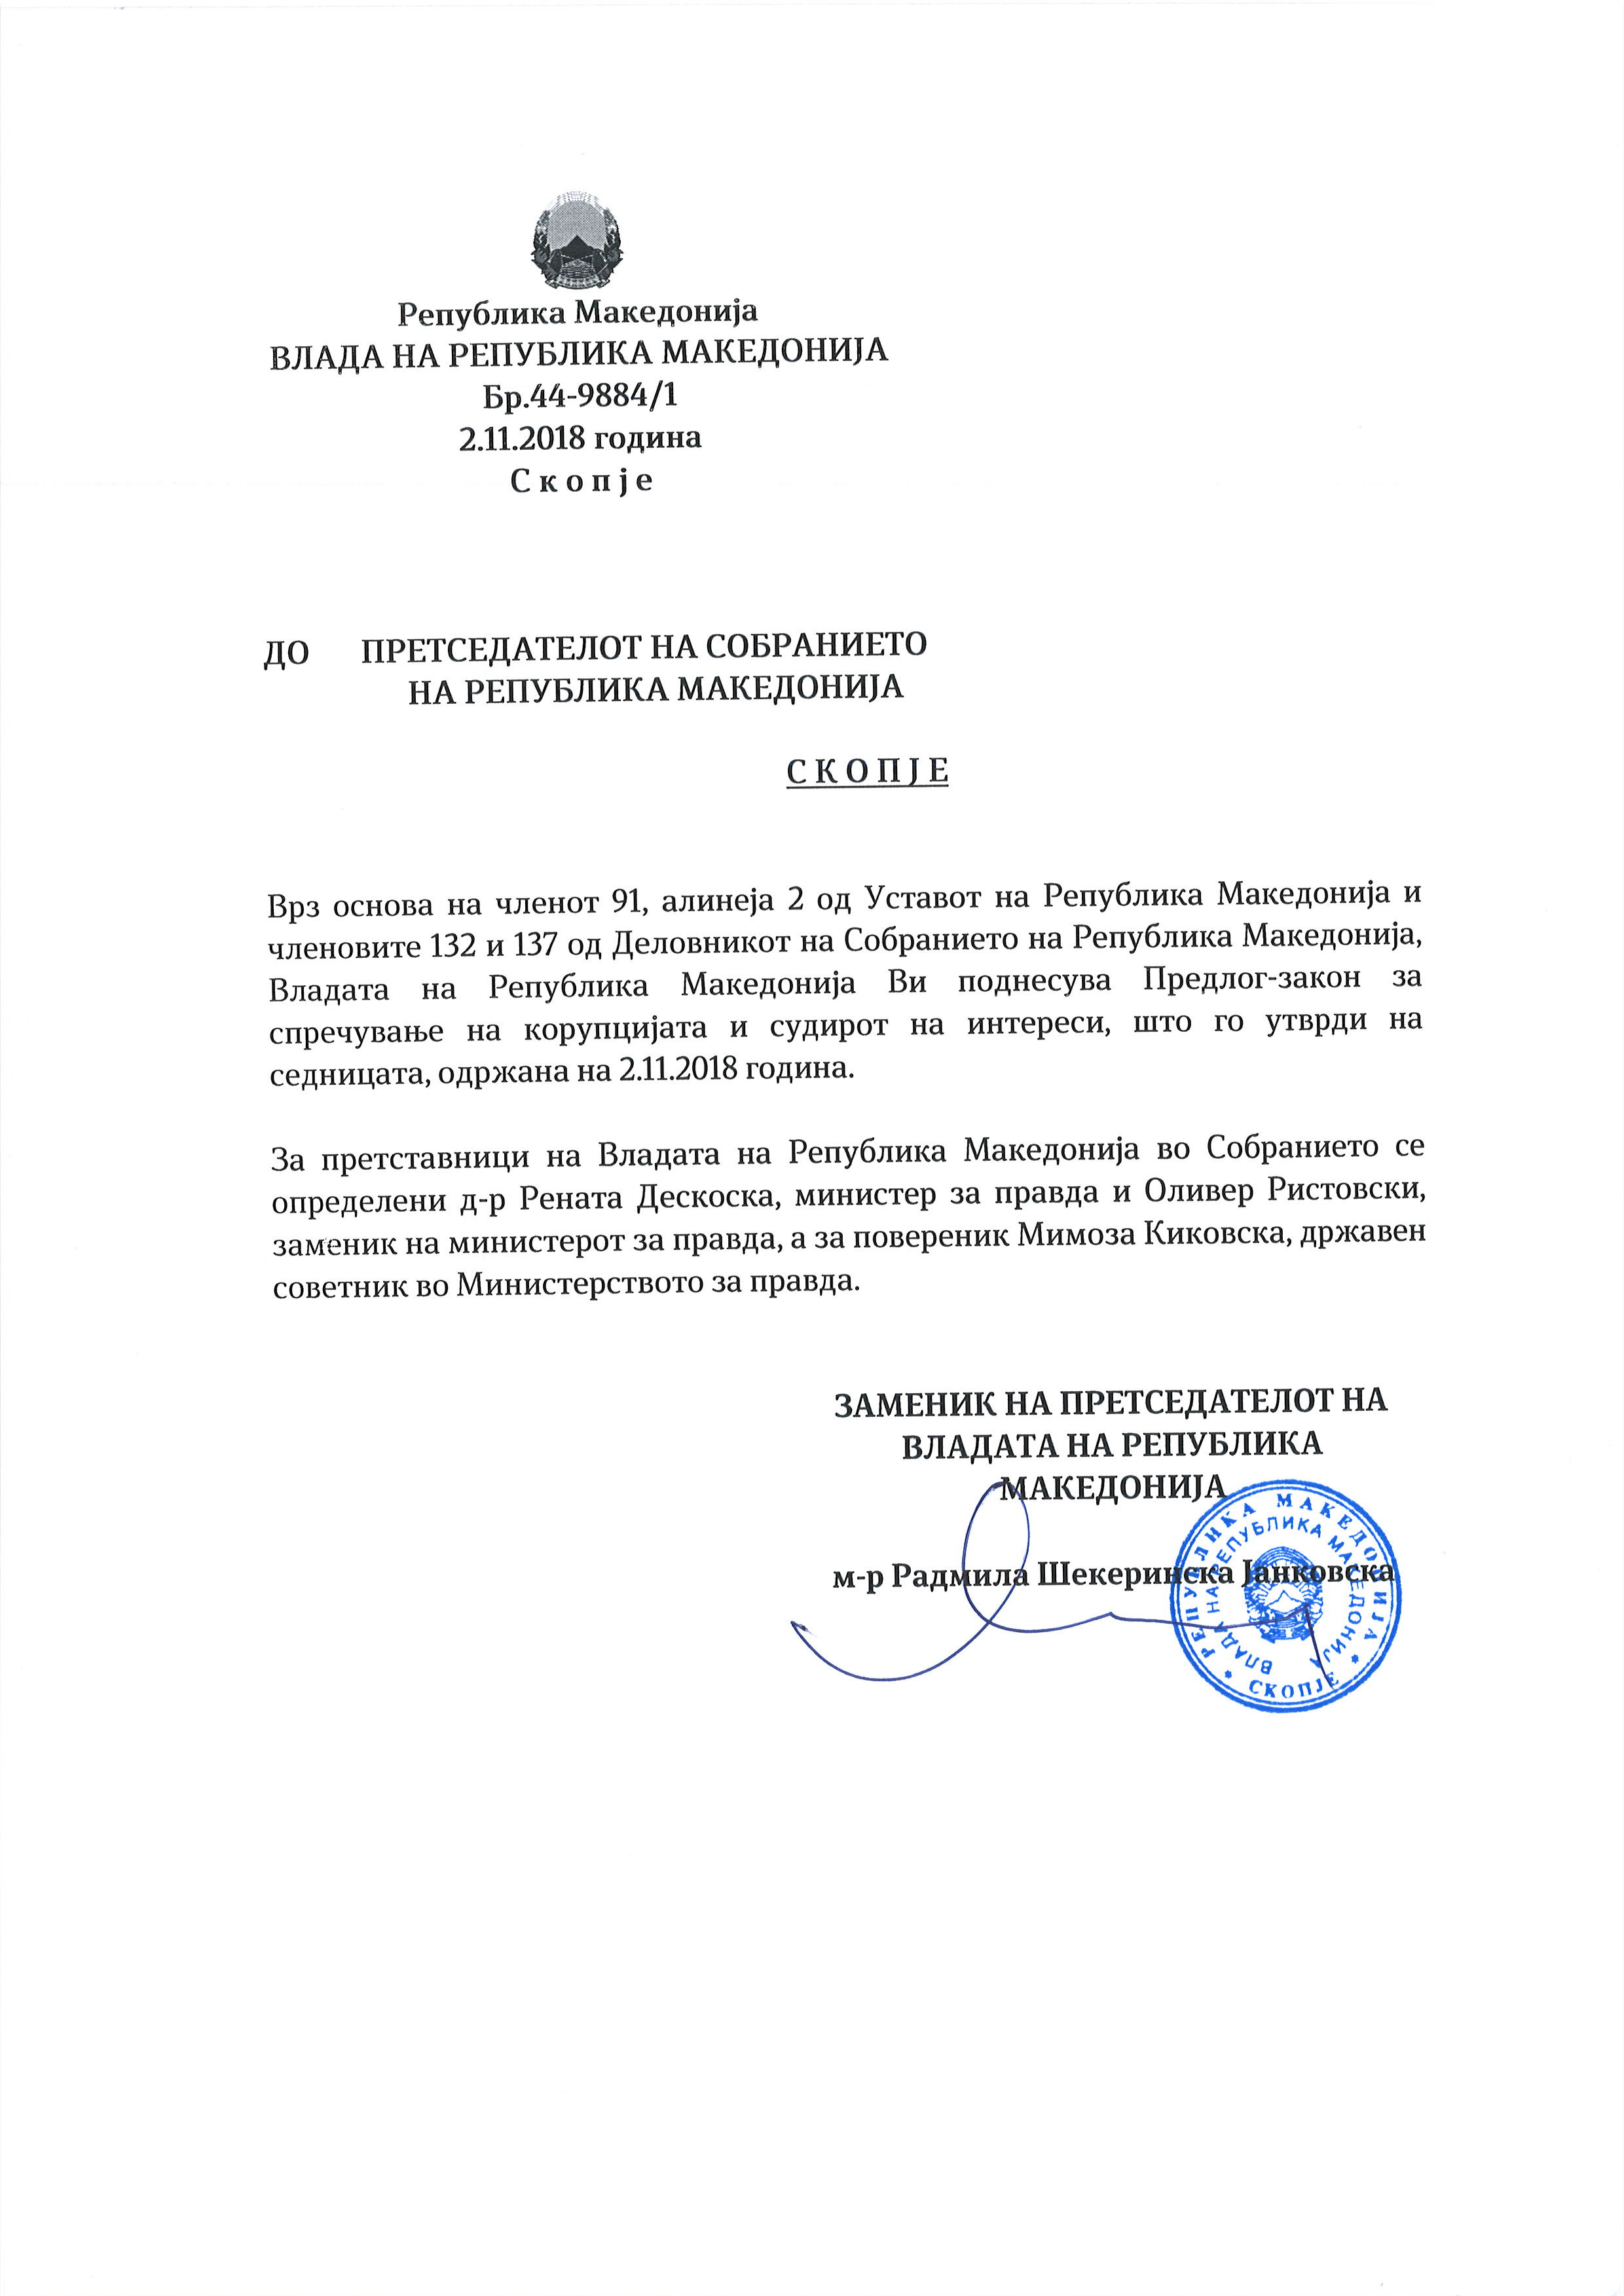 Република Македонија
ВЛАДА НА РЕПУБЛИКА МАКЕДОНИЈА
Бр.44-9884/1
2.11.2018 година
С к о п ј е
ДО ПРЕТСЕДАТЕЛОТ НА СОБРАНИЕТО
НА РЕПУБЛИКА МАКЕДОНИЈА
С К О П Ј Е
Врз основа на членот 91, алинеја 2 од Уставот на Република Македонија и
членовите 132 и 137 од Деловникот на Собранието на Република Македонија,
Владата на Република Македонија Ви поднесува Предлог-закон за
спречување на корупцијата и судирот на интереси, што го утврди на
седницата, одржана на 2.11.2018 година.
За претставници на Владата на Република Македонија во Собранието се
определени д-р Рената Дескоска, министер за правда и Оливер Ристовски,
заменик на министерот за правда, а за повереник Мимоза Киковска, државен
советник во Министерството за правда.
ЗАМЕНИК НА ПРЕТСЕДАТЕЛОТ НА
ВЛАДАТА НА РЕПУБЛИКА
МАКЕДОНИЈА
м-р Радмила Шекеринска Јанковска
РЕПУБЛИКА МАКЕДОНИЈА
ВЛАДА НА РЕПУБЛИКА МАКЕДОНИЈА
СКОПЈЕ